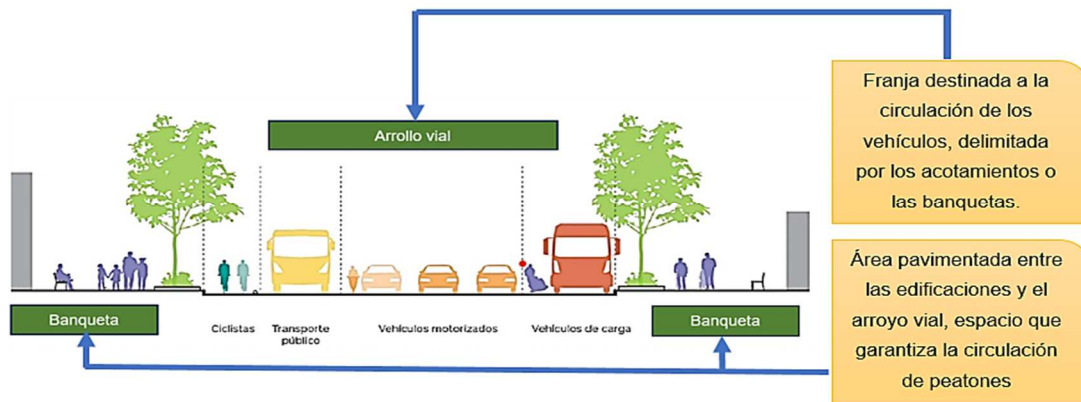 Arrollo vial
Franja destinada a la
circulación de los
vehículos, delimitada
por los acotamientos o
las banquetas.
Área pavimentada entre
las edificaciones y el
arroyo vial, espacio que
garantiza la circulación
de peatones
Banqueta
Ciclistas
Transporte
público
Vehículos motorizados
Vehículos de carga
Banqueta